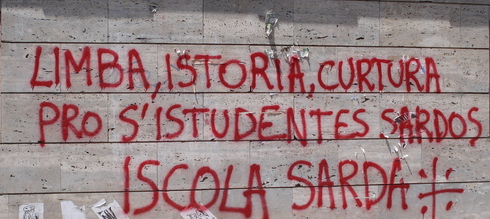 LIMBA, ISTORIA, CURTURA
PRO S'ISTUDENTES SARDOS
ISCOLA SARDA